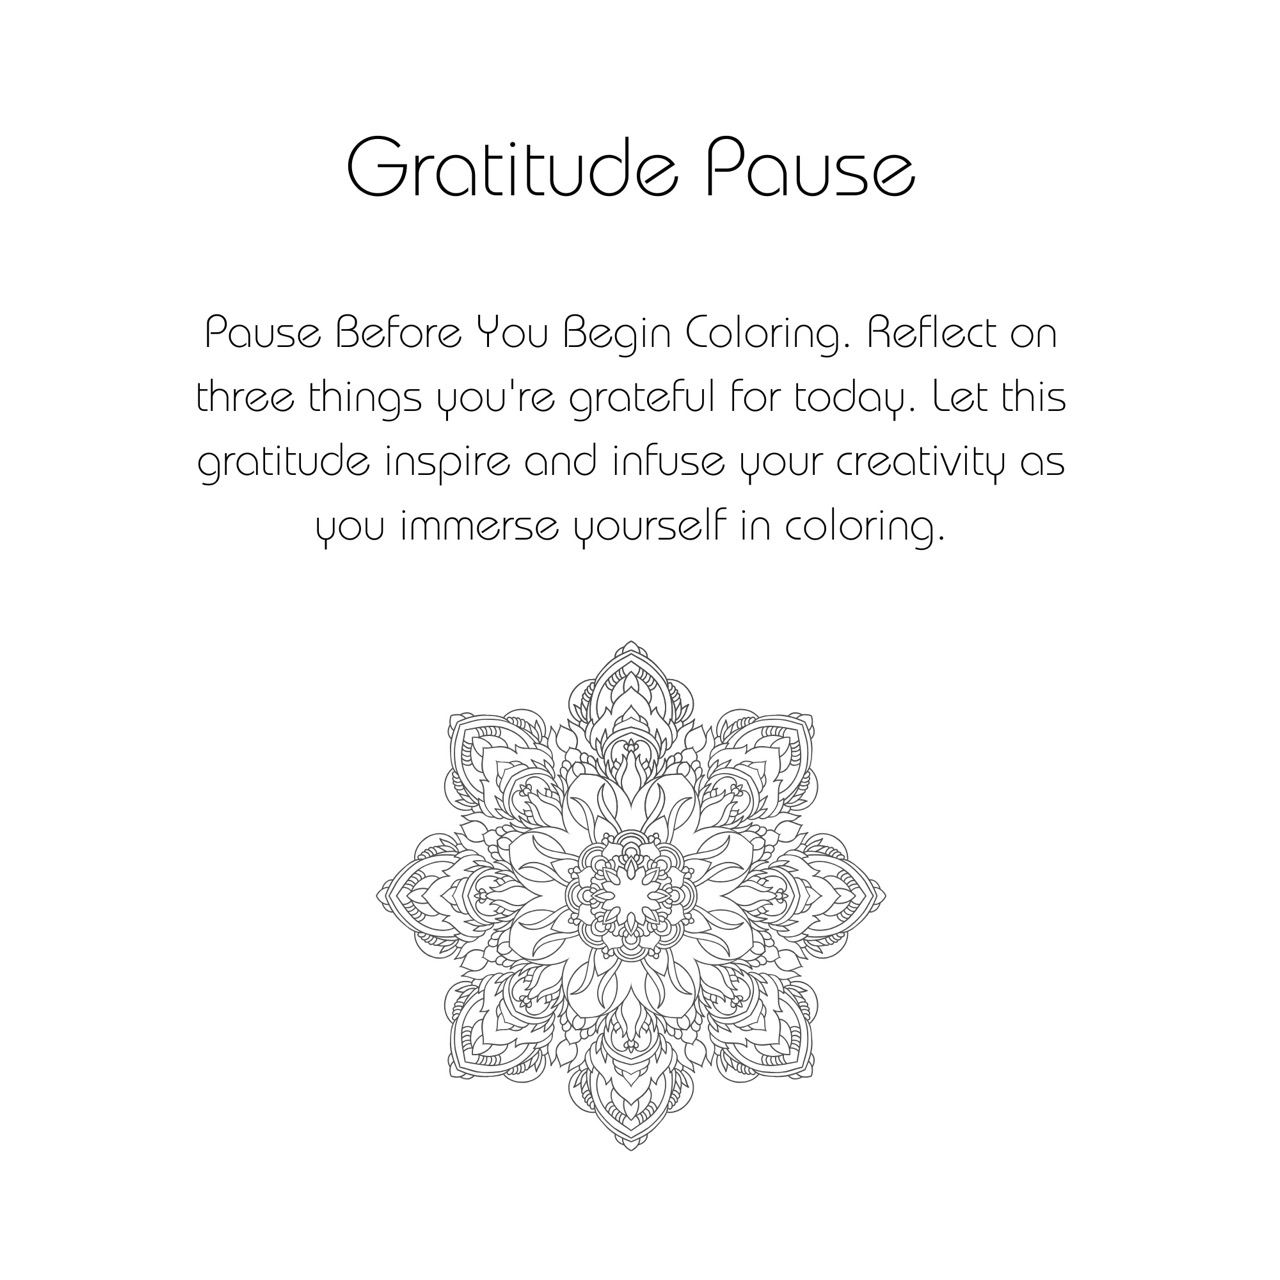 Gratitude Pause
Pause Before You Begin Coloring. Reflect on
three things you're grateful for today. Let this
gratitude inspire and infuse your creativity as
you immerse yourself in coloring.